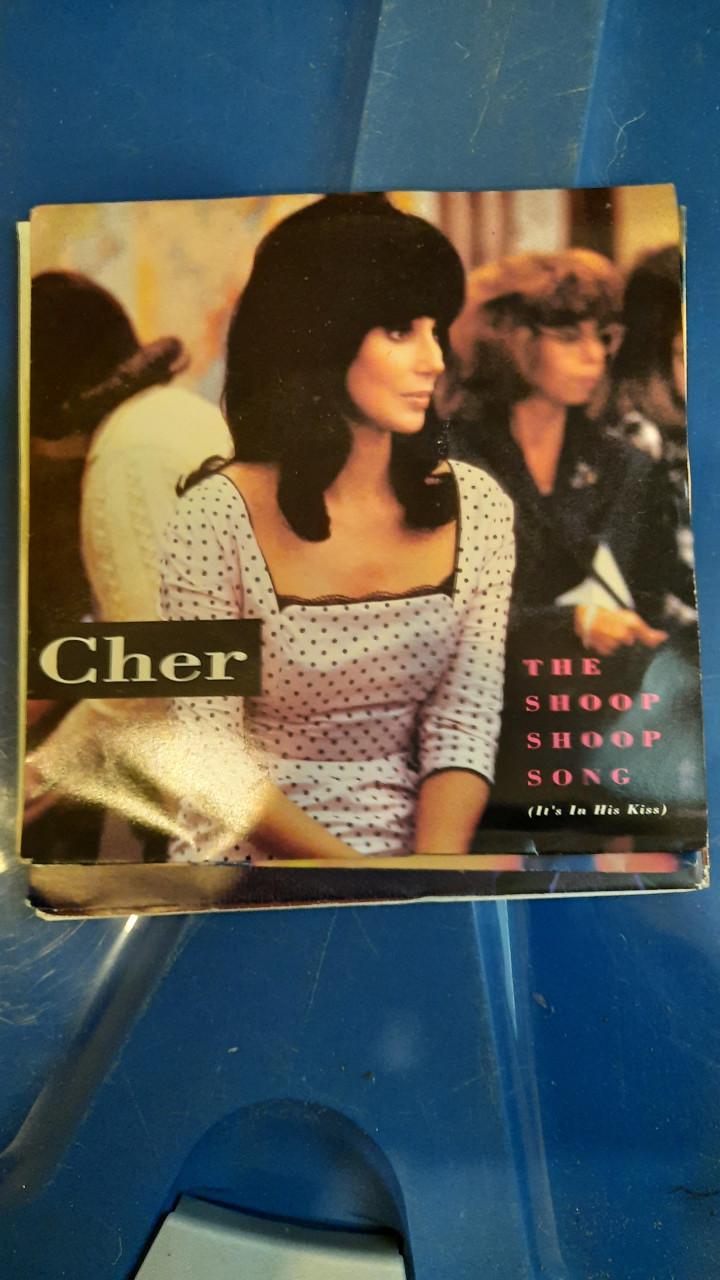 Cher
THE
SHOOP
SHOOP
SONG
(It's In His Kiss)